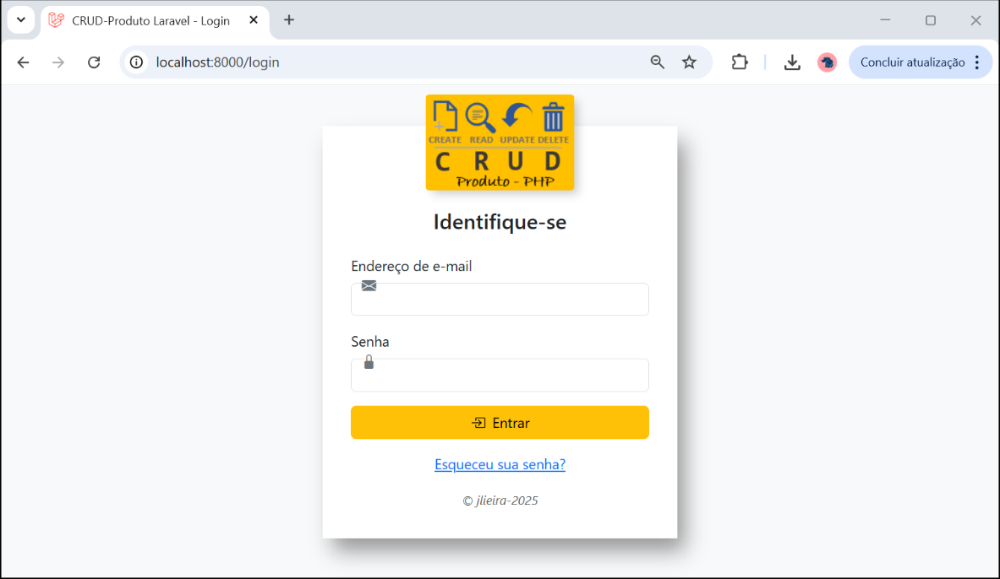 CRUD-Produto Laravel - Login
localhost:8000/login
Concluir atualização
CREATE READ UPDATE DELETE
C R U D
Produto - PHP
Identifique-se
Endereço de e-mail
Senha
Entrar
Esqueceu sua senha?
© jlieira-2025